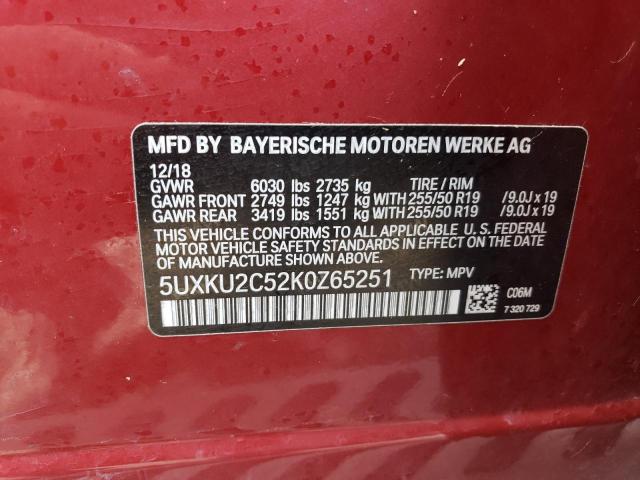 MFD BY BAYERISCHE MOTOREN WERKE AG
12/18
GVWR 6030 lbs 2735 kg TIRE / RIM
GAWR FRONT 2749 lbs 1247 kg WITH 255/50 R19 /9.0J x 19
GAWR REAR 3419 lbs 1551 kg WITH 255/50 R19 /9.0J x 19
THIS VEHICLE CONFORMS TO ALL APPLICABLE U. S. FEDERAL
MOTOR VEHICLE SAFETY STANDARDS IN EFFECT ON THE DATE
OF MANUFACTURE SHOWN ABOVE.
5UXKU2C52K0Z65251 TYPE: MPV
C06M
7 320 729